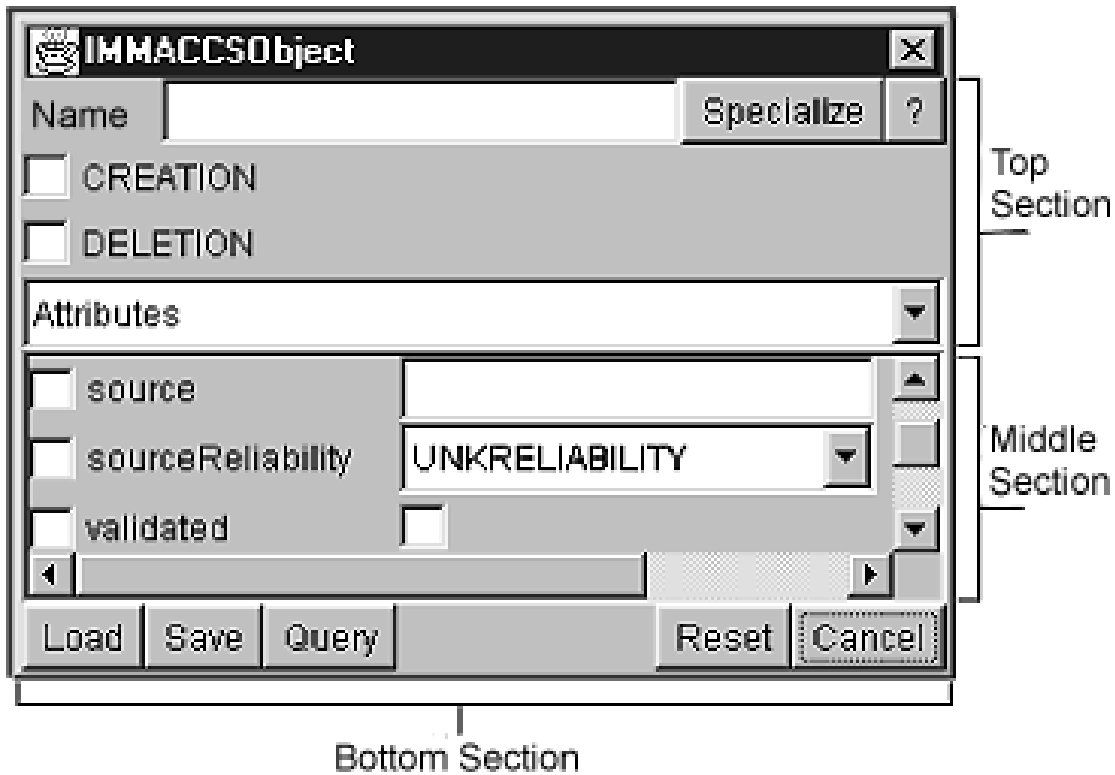 IMMACCSObject
Name Specialize ?
CREATION
DELETION
Attributes
source
sourceReliability UNKRELIABILITY
validated
Load Save Query Reset Cancel
Top
Section
Middle
Section
Bottom Section